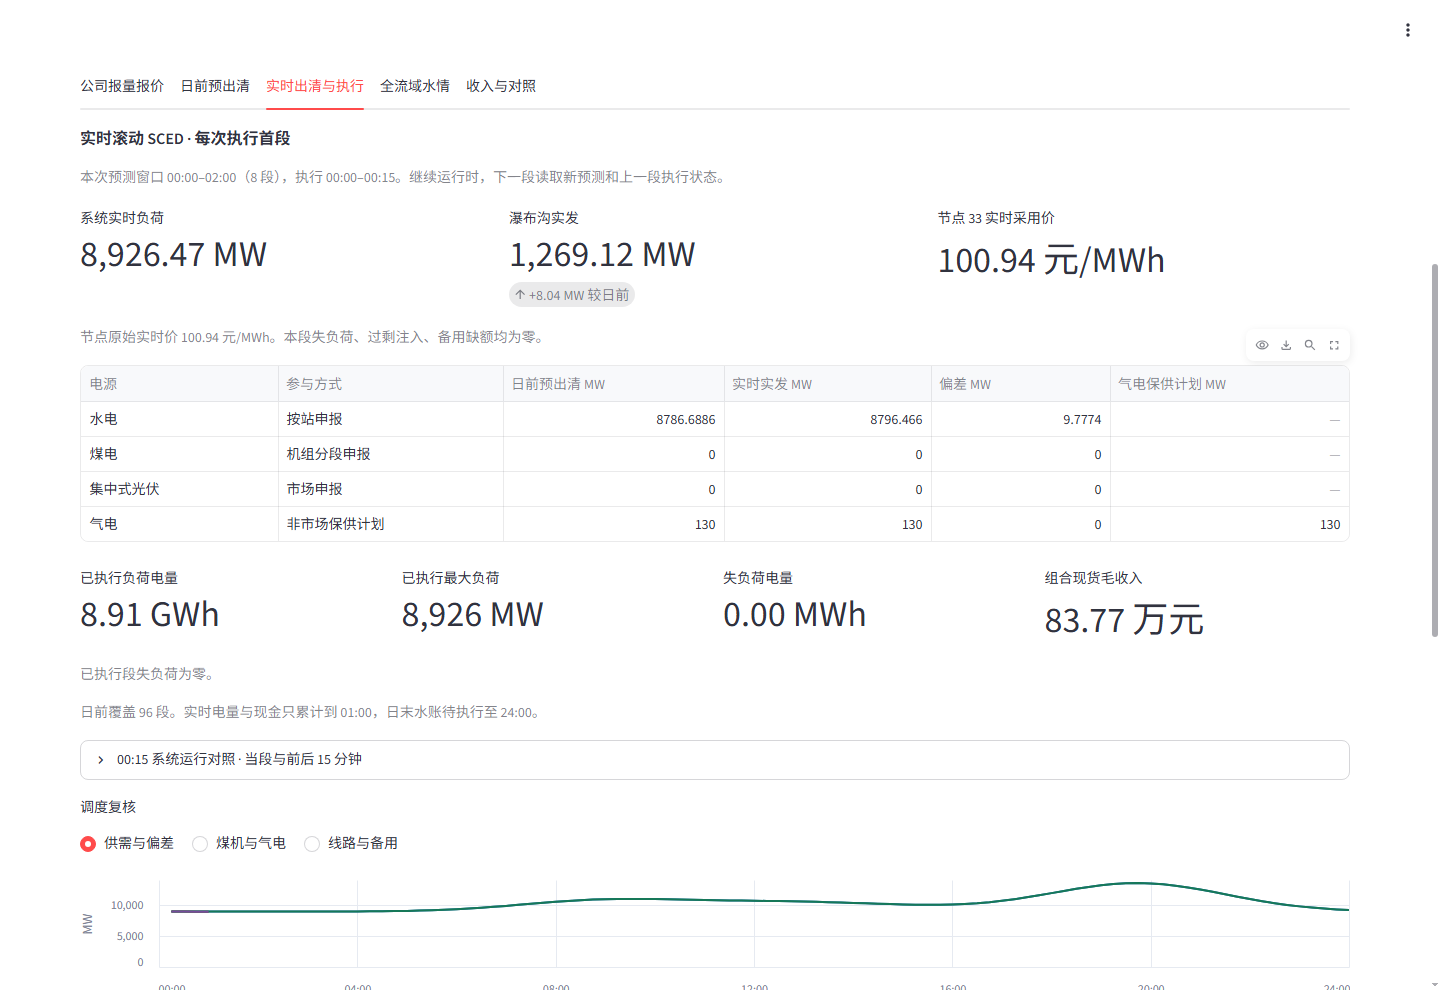 公司报量报价 日前预出清 实时出清与执行 全流域水情 收入与对照
实时滚动 SCED · 每次执行首段
本次预测窗口 00:00–02:00（8 段），执行 00:00–00:15。继续运行时，下一段读取新预测和上一段执行状态。
系统实时负荷 瀑布沟实发 节点 33 实时采用价
8,926.47 MW 1,269.12 MW 100.94 元/MWh
↑ +8.04 MW 较日前
节点原始实时价 100.94 元/MWh。本段失负荷、过剩注入、备用缺额均为零。
电源 参与方式 日前预出清 MW 实时实发 MW 偏差 MW 气电保供计划 MW
水电 按站申报 8786.6886 8796.466 9.7774 —
煤电 机组分段申报 0 0 0 —
集中式光伏 市场申报 0 0 0 —
气电 非市场保供计划 130 130 0 130
已执行负荷电量 已执行最大负荷 失负荷电量 组合现货毛收入
8.91 GWh 8,926 MW 0.00 MWh 83.77 万元
已执行段失负荷为零。
日前覆盖 96 段。实时电量与现金只累计到 01:00，日末水账待执行至 24:00。
00:15 系统运行对照 · 当段与前后 15 分钟
调度复核
供需与偏差 煤机与气电 线路与备用
MW
10,000
5,000
0
00:00 04:00 08:00 12:00 16:00 20:00 24:00